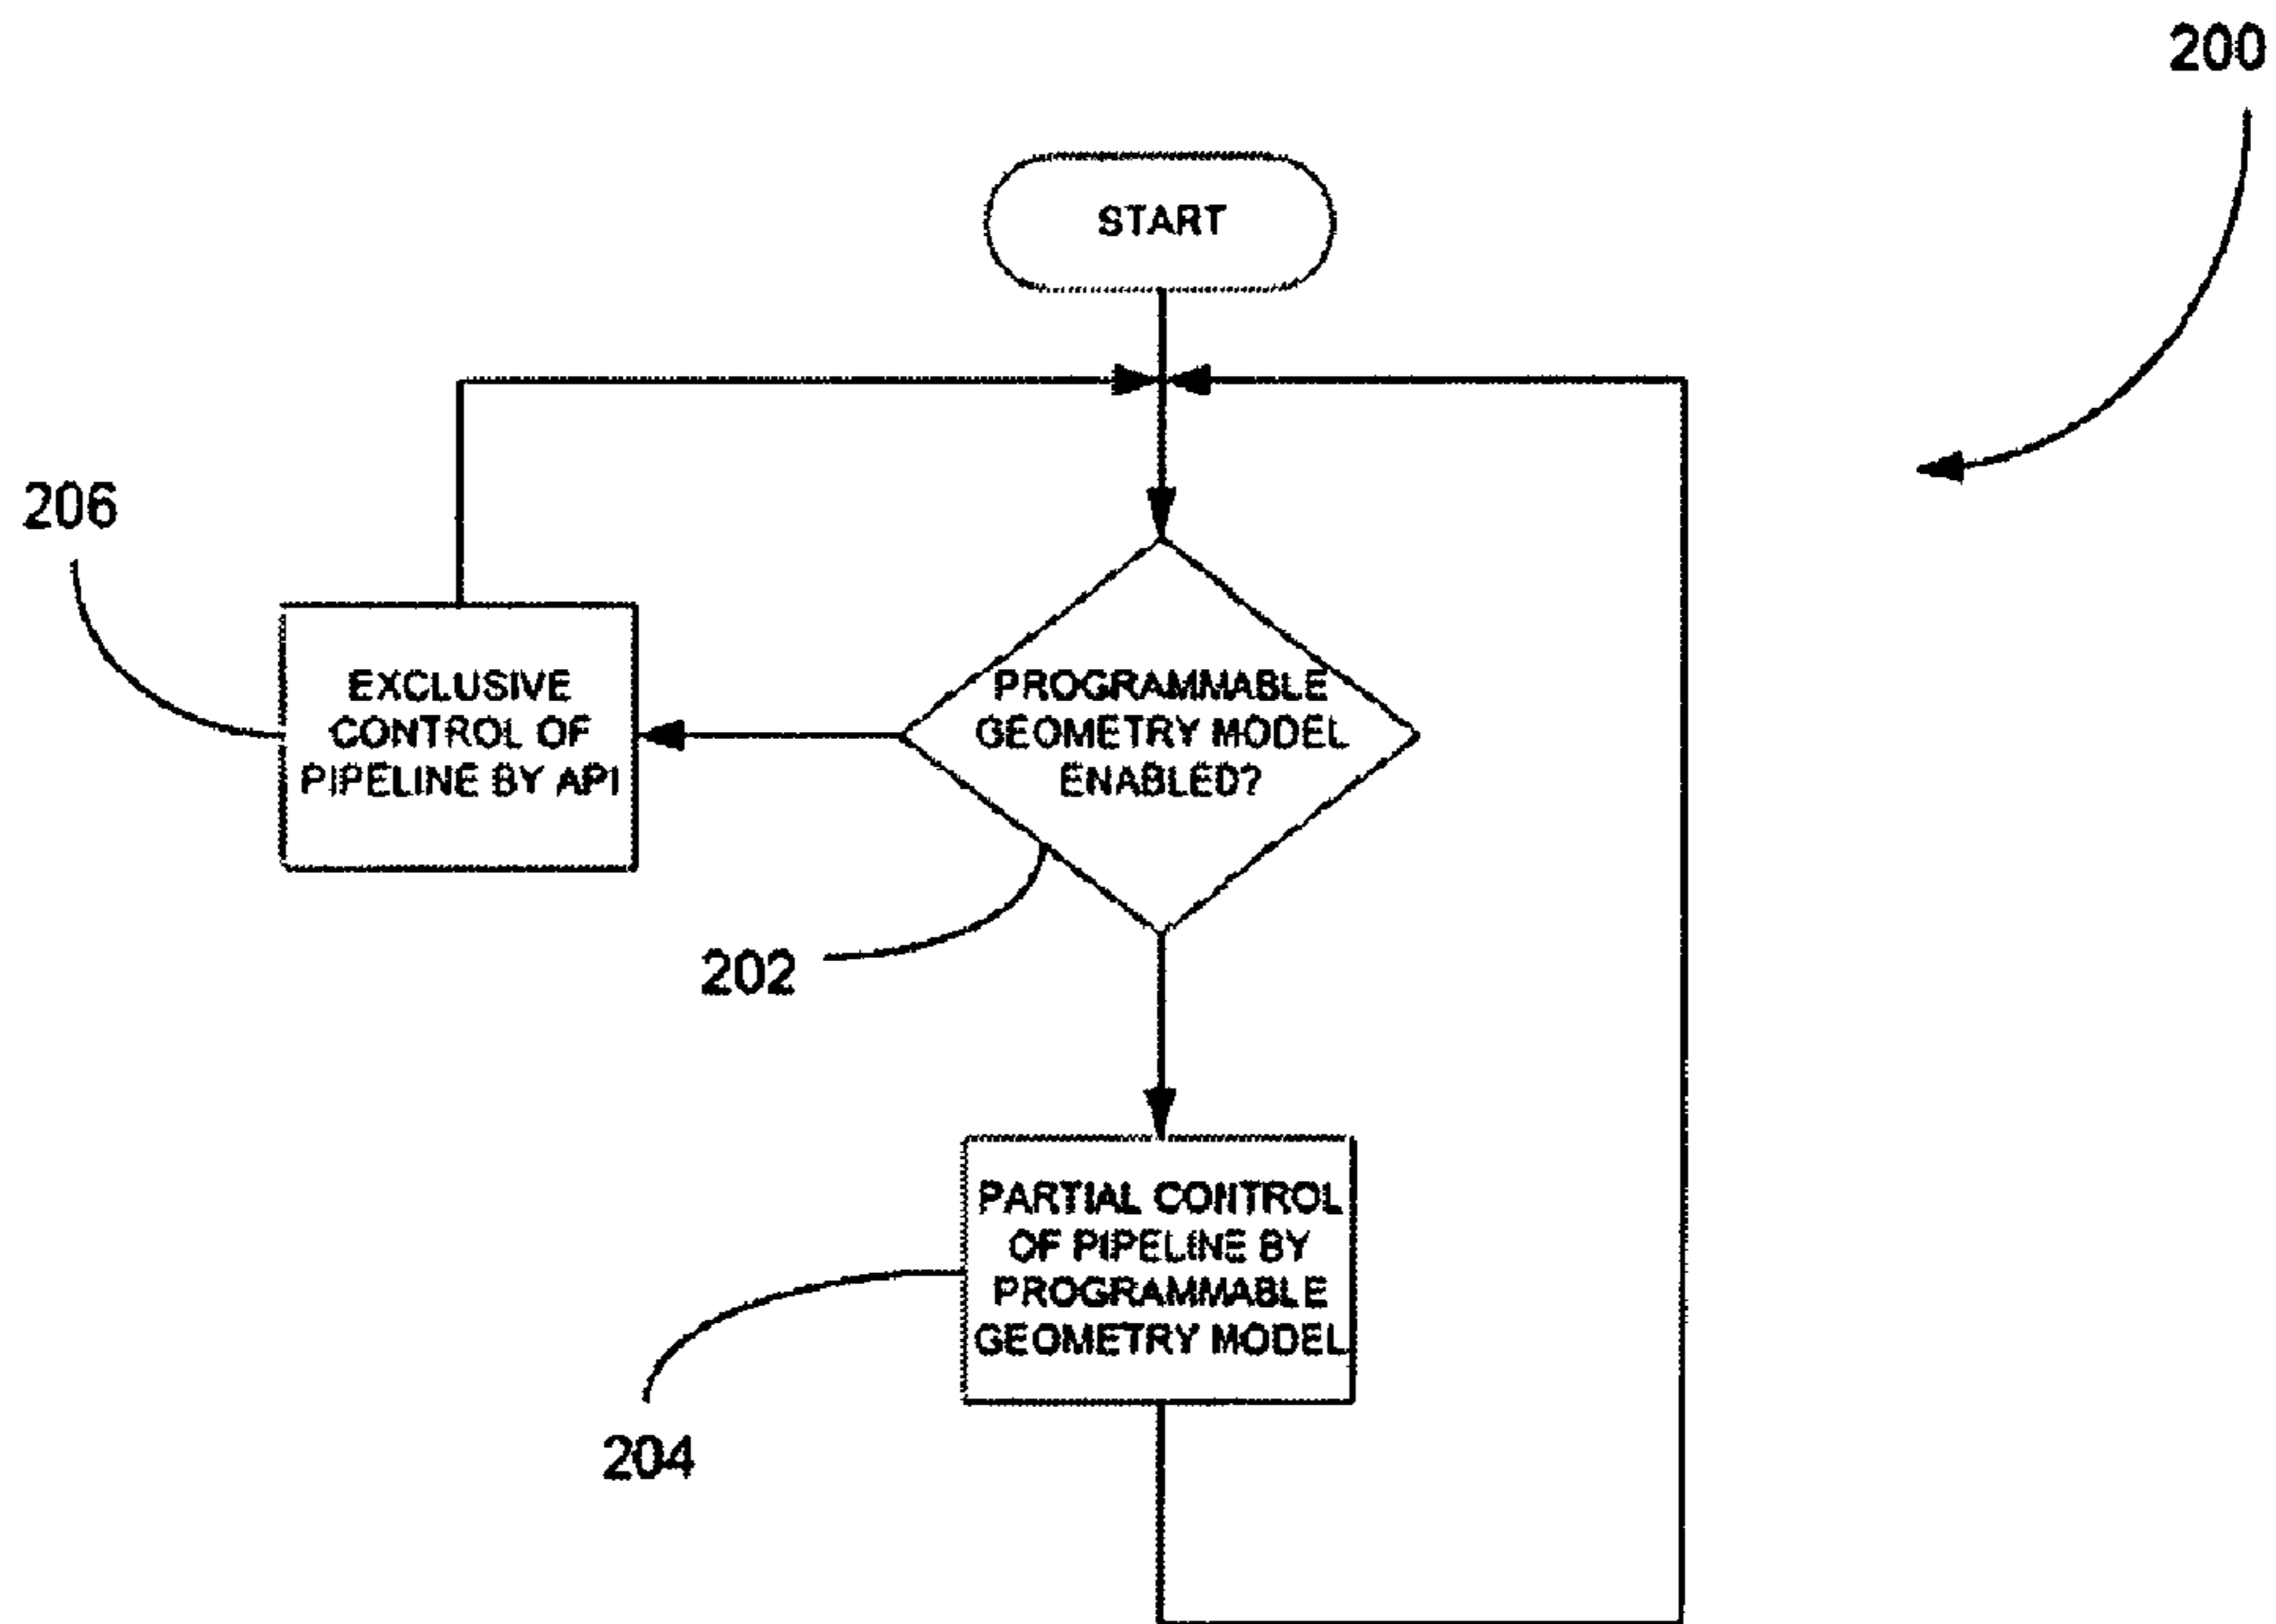 200
START
206
EXCLUSIVE
CONTROL OF
PIPELINE BY API
PROGRAMMABLE
GEOMETRY MODEL
ENABLED?
202
PARTIAL CONTROL
OF PIPELINE BY
PROGRAMMABLE
GEOMETRY MODEL
204